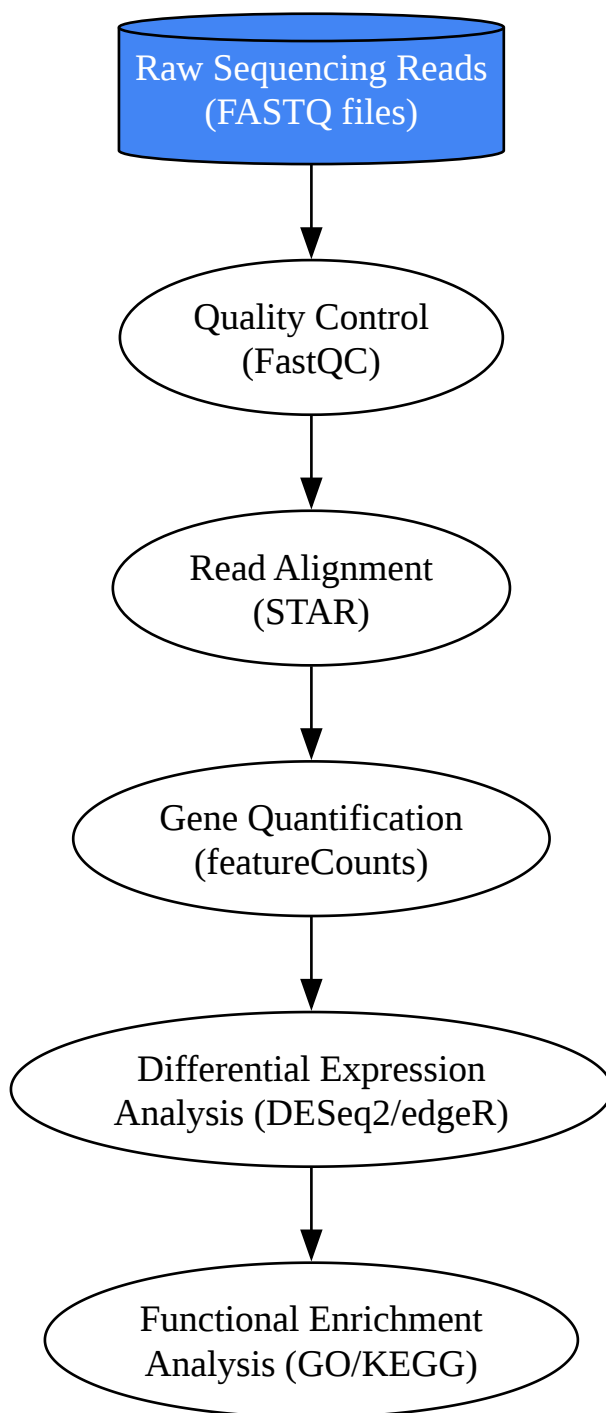 Raw Sequencing Reads
(FASTQ files)
Quality Control
(FastQC)
Read Alignment
(STAR)
Gene Quantification
(featureCounts)
Differential Expression
Analysis (DESeq2/edgeR)
Functional Enrichment
Analysis (GO/KEGG)